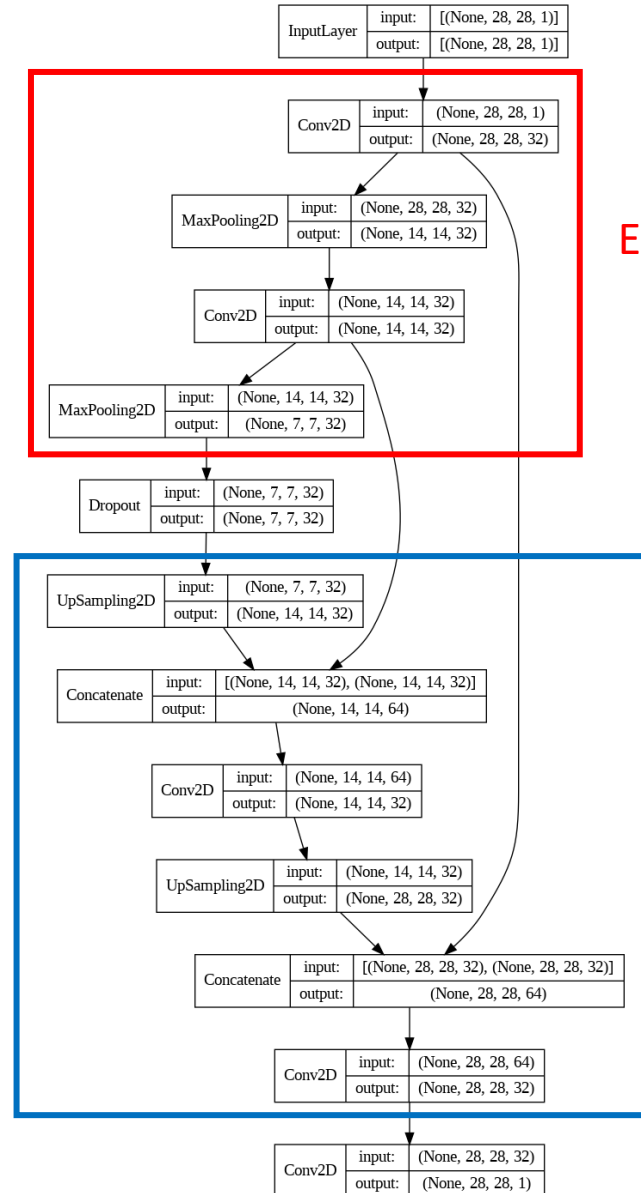 InputLayer input: [(None, 28, 28, 1)]
output: [(None, 28, 28, 1)]
Conv2D input: (None, 28, 28, 1)
output: (None, 28, 28, 32)
E
MaxPooling2D input: (None, 28, 28, 32)
output: (None, 14, 14, 32)
Conv2D input: (None, 14, 14, 32)
output: (None, 14, 14, 32)
MaxPooling2D input: (None, 14, 14, 32)
output: (None, 7, 7, 32)
Dropout input: (None, 7, 7, 32)
output: (None, 7, 7, 32)
UpSampling2D input: (None, 7, 7, 32)
output: (None, 14, 14, 32)
Concatenate input: [(None, 14, 14, 32), (None, 14, 14, 32)]
output: (None, 14, 14, 64)
Conv2D input: (None, 14, 14, 64)
output: (None, 14, 14, 32)
UpSampling2D input: (None, 14, 14, 32)
output: (None, 28, 28, 32)
Concatenate input: [(None, 28, 28, 32), (None, 28, 28, 32)]
output: (None, 28, 28, 64)
Conv2D input: (None, 28, 28, 64)
output: (None, 28, 28, 32)
Conv2D input: (None, 28, 28, 32)
output: (None, 28, 28, 1)